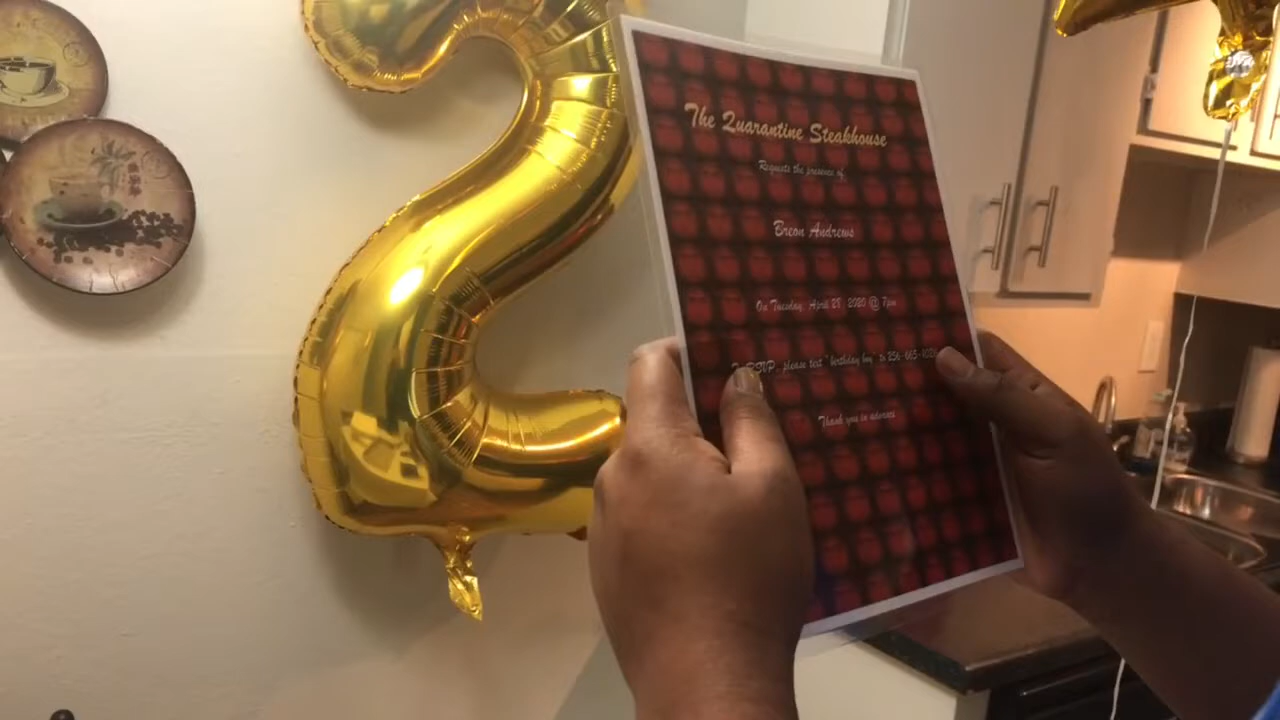 The Quarantine Steakhouse
Requests the presence of
Breon Andrews
On Tuesday, April 28, 2020 @ 7pm
RSVP, please text "birthday boy" to 256-665-
Thank you in advance